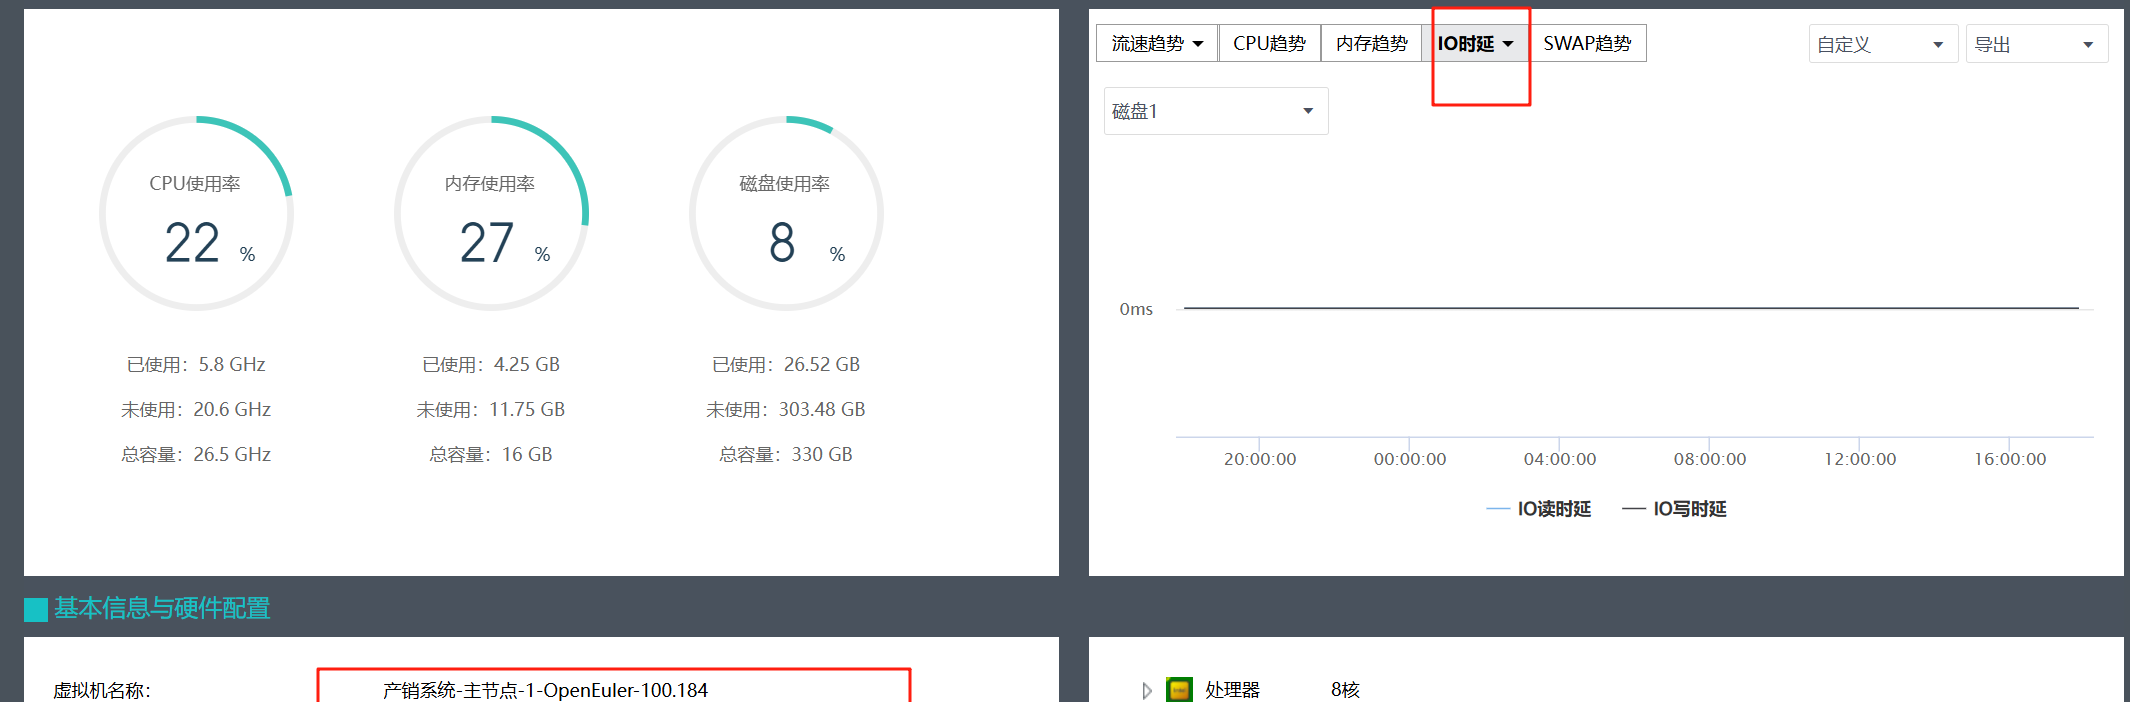 CPU使用率
22 %
已使用：5.8 GHz
未使用：20.6 GHz
总容量：26.5 GHz
内存使用率
27 %
已使用：4.25 GB
未使用：11.75 GB
总容量：16 GB
磁盘使用率
8 %
已使用：26.52 GB
未使用：303.48 GB
总容量：330 GB
流速趋势 CPU趋势 内存趋势 IO时延 SWAP趋势 自定义 导出
磁盘1
0ms
20:00:00 00:00:00 04:00:00 08:00:00 12:00:00 16:00:00
IO读时延 IO写时延
基本信息与硬件配置
虚拟机名称： 产销系统-主节点-1-OpenEuler-100.184
处理器 8核